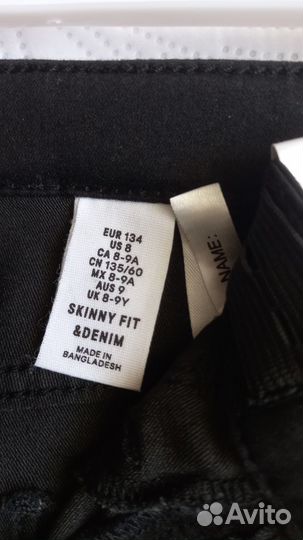 EUR 134
US 8
CA 8-9A
CN 135/60
MX 8-9A
AUS 9
UK 8-9Y
SKINNY FIT
&DENIM
MADE IN
BANGLADESH
NAME:
Avito